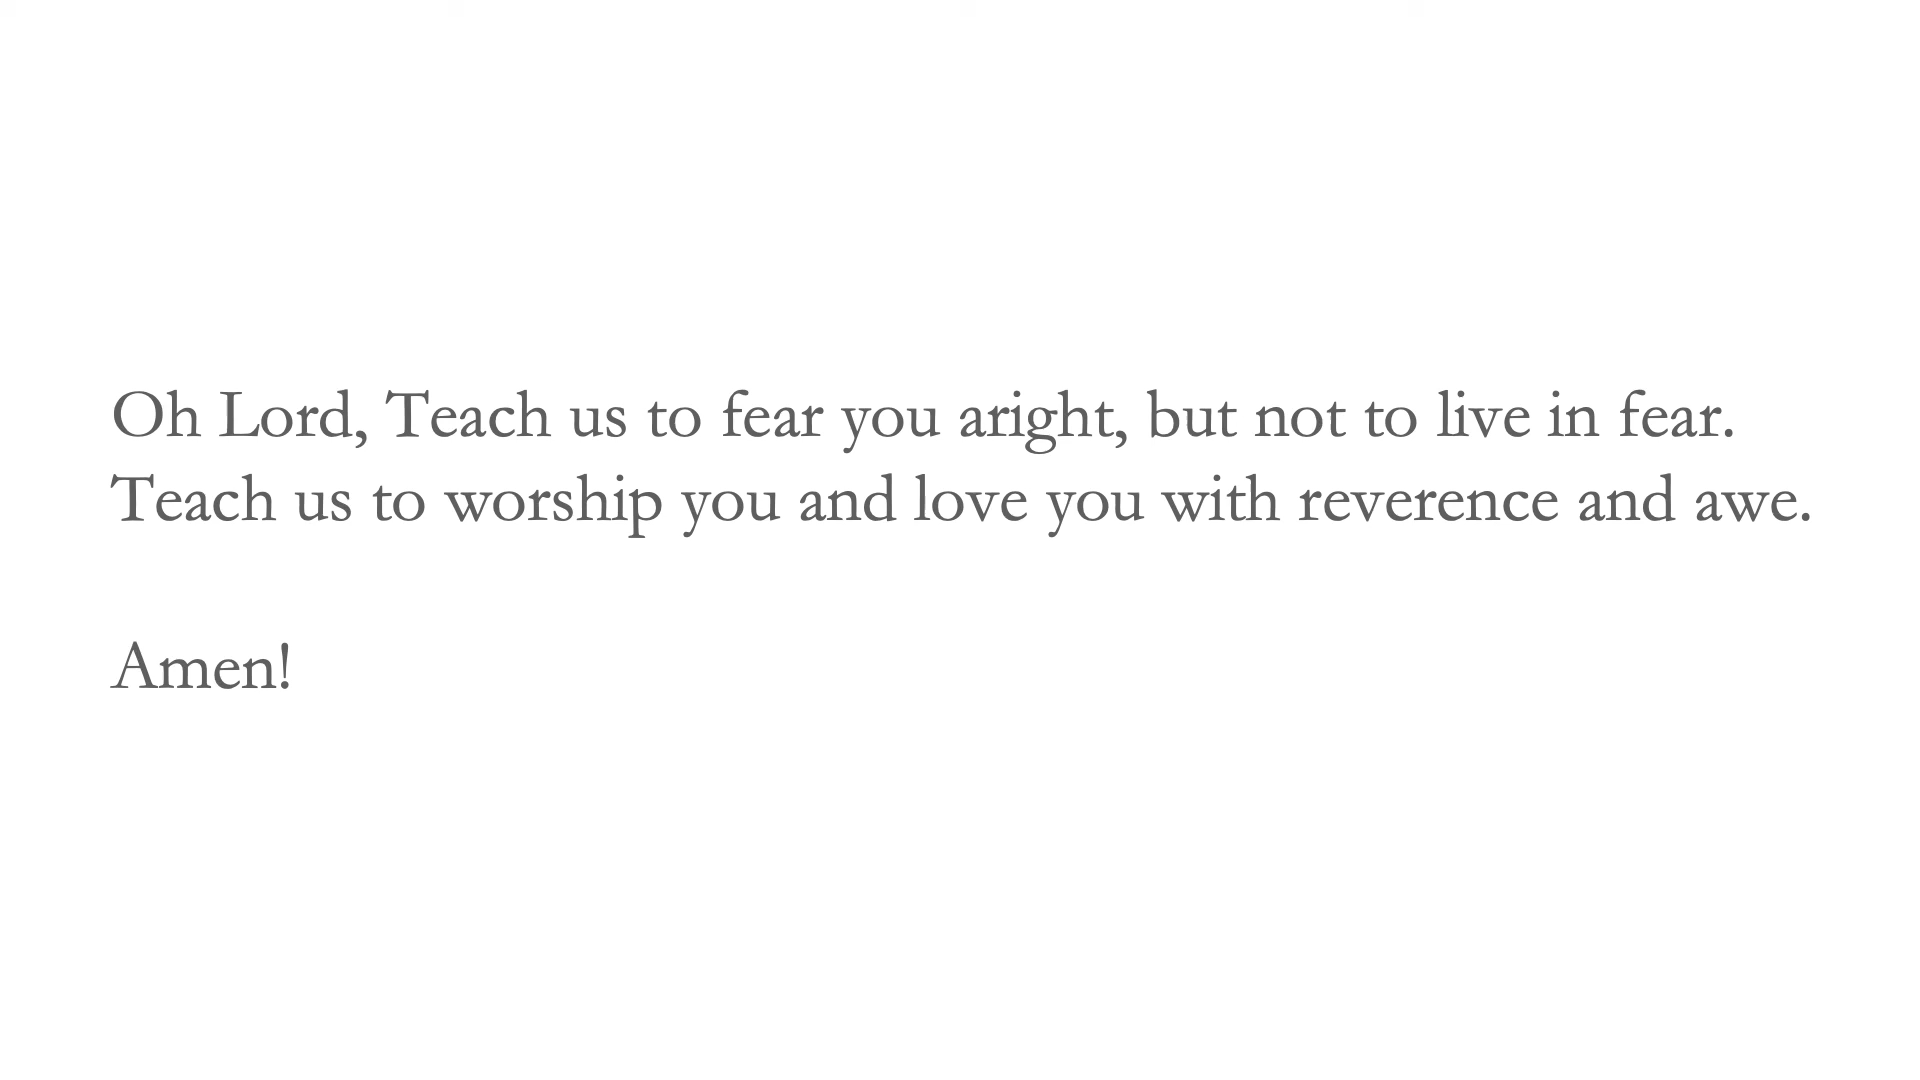 Oh Lord, Teach us to fear you aright, but not to live in fear.
Teach us to worship you and love you with reverence and awe.
Amen!